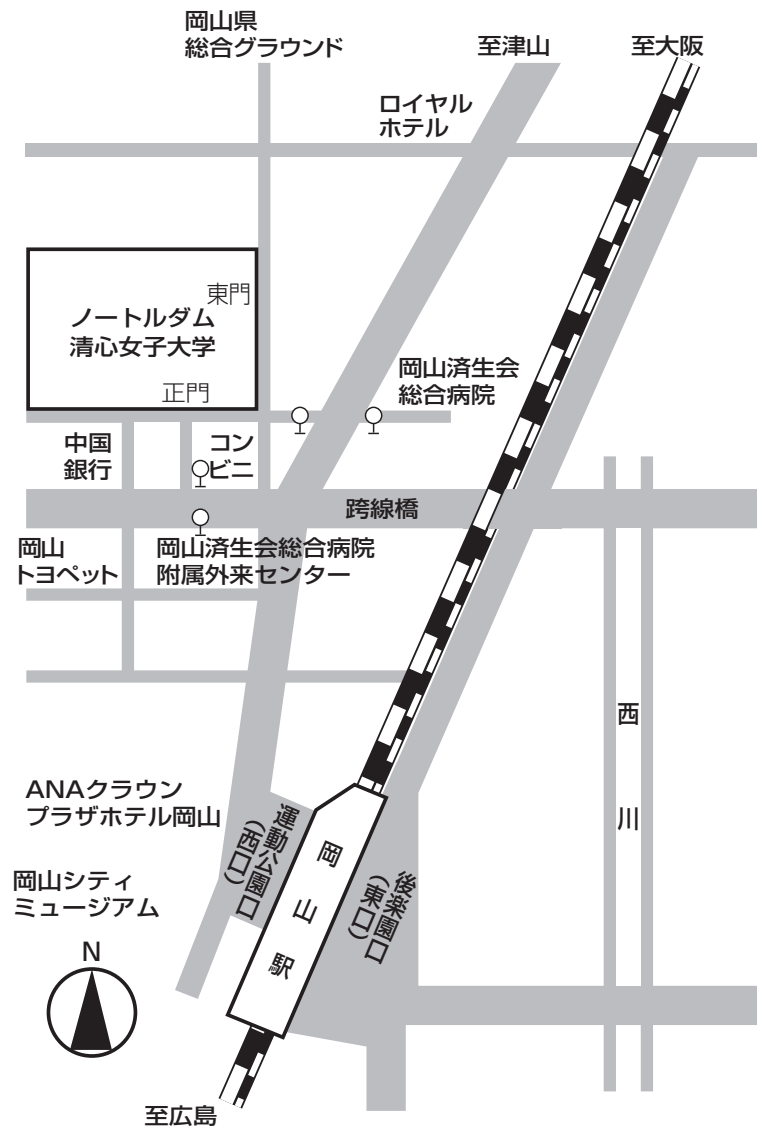 岡山県
総合グラウンド
至津山
至大阪
ロイヤル
ホテル
東門
ノートルダム
清心女子大学
正門
岡山済生会
総合病院
中国
銀行
コン
ビニ
跨線橋
岡山
トヨペット
岡山済生会総合病院
附属外来センター
西川
ANAクラウン
プラザホテル岡山
運動公園口
(西口)
岡山駅
後楽園口
(東口)
岡山シティ
ミュージアム
N
至広島